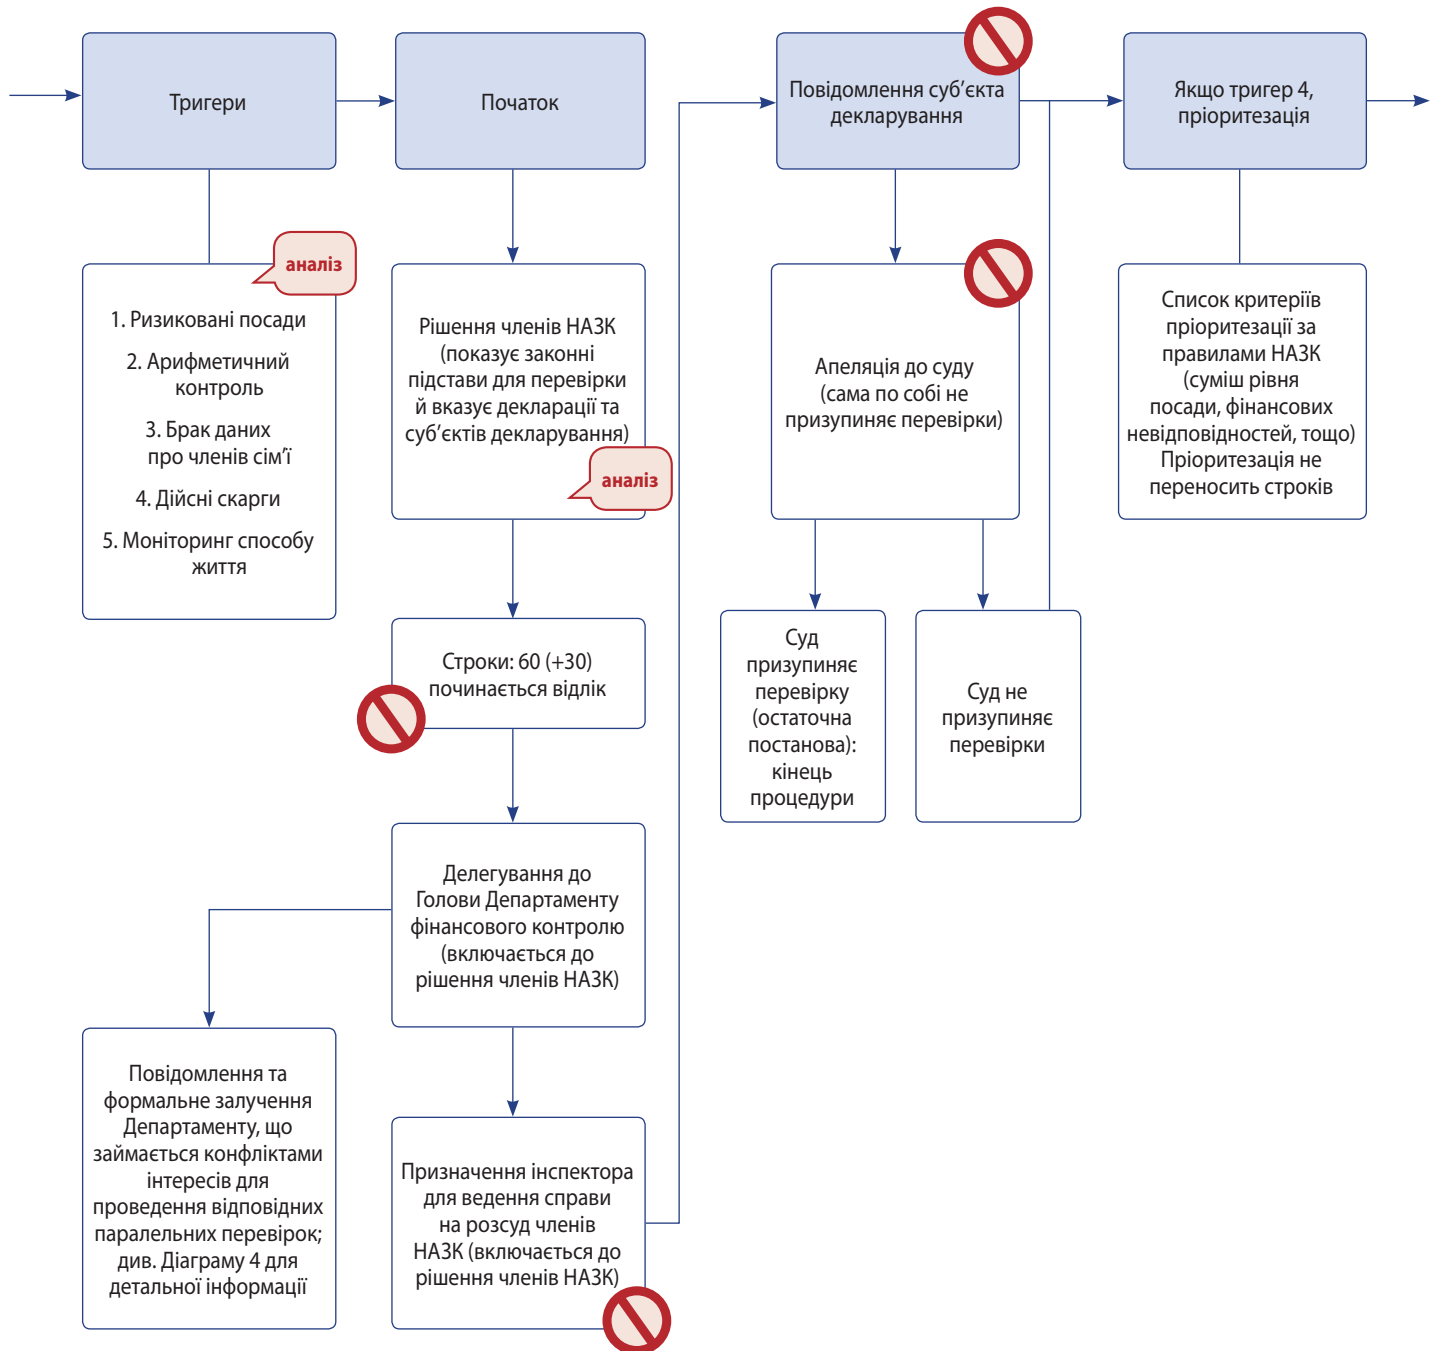 Тригери
аналіз
1. Ризиковані посади
2. Арифметичний
контроль
3. Брак даних
про членів сім’ї
4. Дійсні скарги
5. Моніторинг способу
життя
Початок
Рішення членів НАЗК
(показує законні
підстави для перевірки
й вказує декларації та
суб’єктів декларування)
аналіз
Строки: 60 (+30)
починається відлік
Делегування до
Голови Департаменту
фінансового контролю
(включається до
рішення членів НАЗК)
Повідомлення та
формальне залучення
Департаменту, що
займається конфліктами
інтересів для
проведення відповідних
паралельних перевірок;
див. Діаграму 4 для
детальної інформації
Призначення інспектора
для ведення справи
на розсуд членів
НАЗК (включається до
рішення членів НАЗК)
Повідомлення суб’єкта
декларування
Апеляція до суду
(сама по собі не
призупиняє перевірки)
Суд
призупиняє
перевірку
(остаточна
постанова):
кінець
процедури
Суд не
призупиняє
перевірки
Якщо тригер 4,
пріоритезація
Список критеріїв
пріоритезації за
правилами НАЗК
(суміш рівня
посади, фінансових
невідповідностей, тощо)
Пріоритезація не
переносить строків